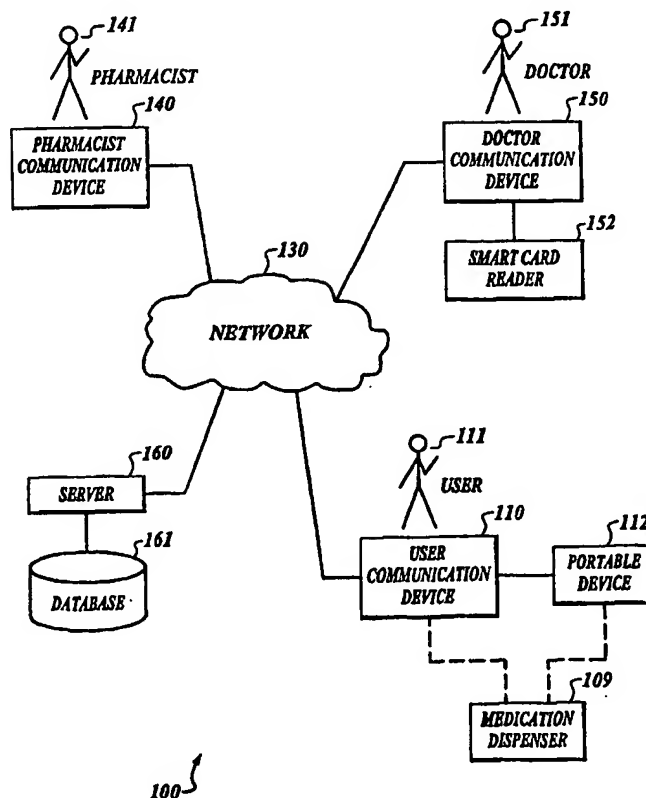 141
PHARMACIST
140
PHARMACIST
COMMUNICATION
DEVICE
151
DOCTOR
150
DOCTOR
COMMUNICATION
DEVICE
152
SMART CARD
READER
130
NETWORK
160
SERVER
161
DATABASE
111
USER
110
USER
COMMUNICATION
DEVICE
112
PORTABLE
DEVICE
109
MEDICATION
DISPENSER
100